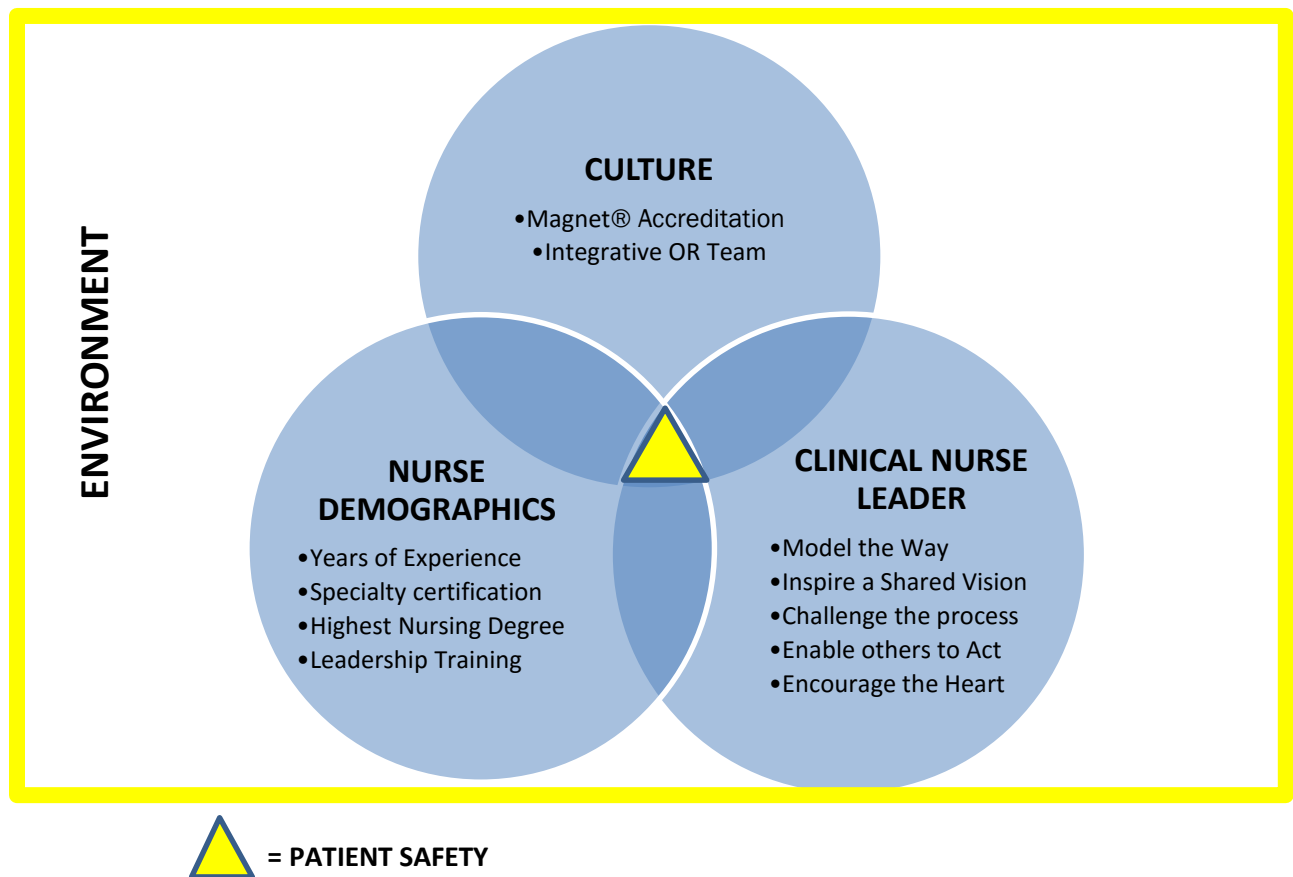 ENVIRONMENT
CULTURE
•Magnet® Accreditation
•Integrative OR Team
NURSE
DEMOGRAPHICS
•Years of Experience
•Specialty certification
•Highest Nursing Degree
•Leadership Training
CLINICAL NURSE
LEADER
•Model the Way
•Inspire a Shared Vision
•Challenge the process
•Enable others to Act
•Encourage the Heart
= PATIENT SAFETY